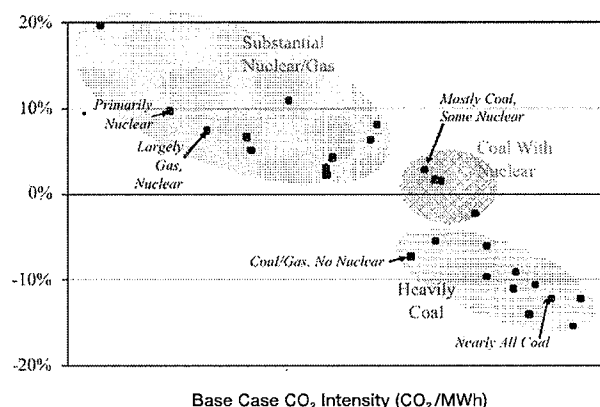 20%
Substantial
Nuclear/Gas
10%
Primarily
Nuclear
Largely
Gas,
Nuclear
Mostly Coal,
Some Nuclear
Coal With
Nuclear
0%
Coal/Gas, No Nuclear
-10%
Heavily
Coal
Nearly All Coal
-20%
Base Case CO₂ Intensity (CO₂/MWh)